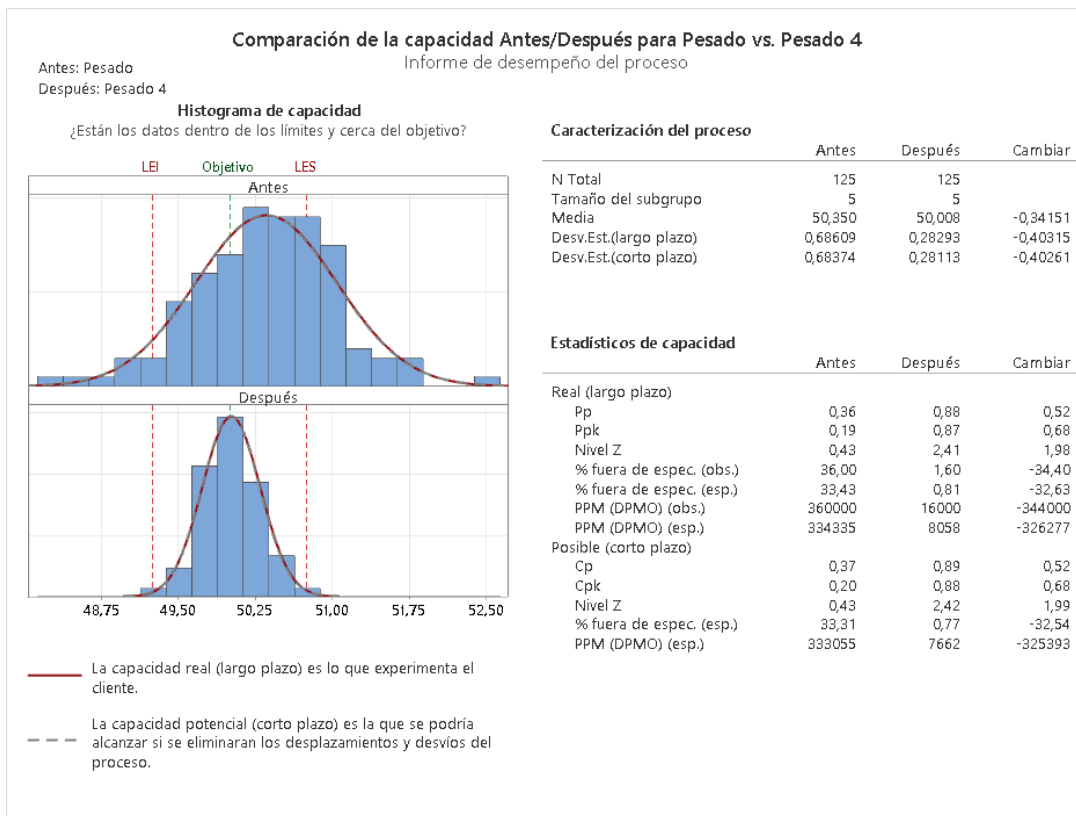 Comparación de la capacidad Antes/Después para Pesado vs. Pesado 4
Informe de desempeño del proceso
Antes: Pesado
Después: Pesado 4
Histograma de capacidad
¿Están los datos dentro de los límites y cerca del objetivo?
LEI Objetivo LES
Antes
Después
48,75 49,50 50,25 51,00 51,75 52,50
La capacidad real (largo plazo) es lo que experimenta el
cliente.
La capacidad potencial (corto plazo) es la que se podría
alcanzar si se eliminaran los desplazamientos y desvíos del
proceso.
Caracterización del proceso
Antes Después Cambiar
N Total 125 125
Tamaño del subgrupo 5 5
Media 50,350 50,008 -0,34151
Desv.Est.(largo plazo) 0,68609 0,28293 -0,40315
Desv.Est.(corto plazo) 0,68374 0,28113 -0,40261
Estadísticos de capacidad
Antes Después Cambiar
Real (largo plazo)
Pp 0,36 0,88 0,52
Ppk 0,19 0,87 0,68
Nivel Z 0,43 2,41 1,98
% fuera de espec. (obs.) 36,00 1,60 -34,40
% fuera de espec. (esp.) 33,43 0,81 -32,63
PPM (DPMO) (obs.) 360000 16000 -344000
PPM (DPMO) (esp.) 334335 8058 -326277
Posible (corto plazo)
Cp 0,37 0,89 0,52
Cpk 0,20 0,88 0,68
Nivel Z 0,43 2,42 1,99
% fuera de espec. (esp.) 33,31 0,77 -32,54
PPM (DPMO) (esp.) 333055 7662 -325393